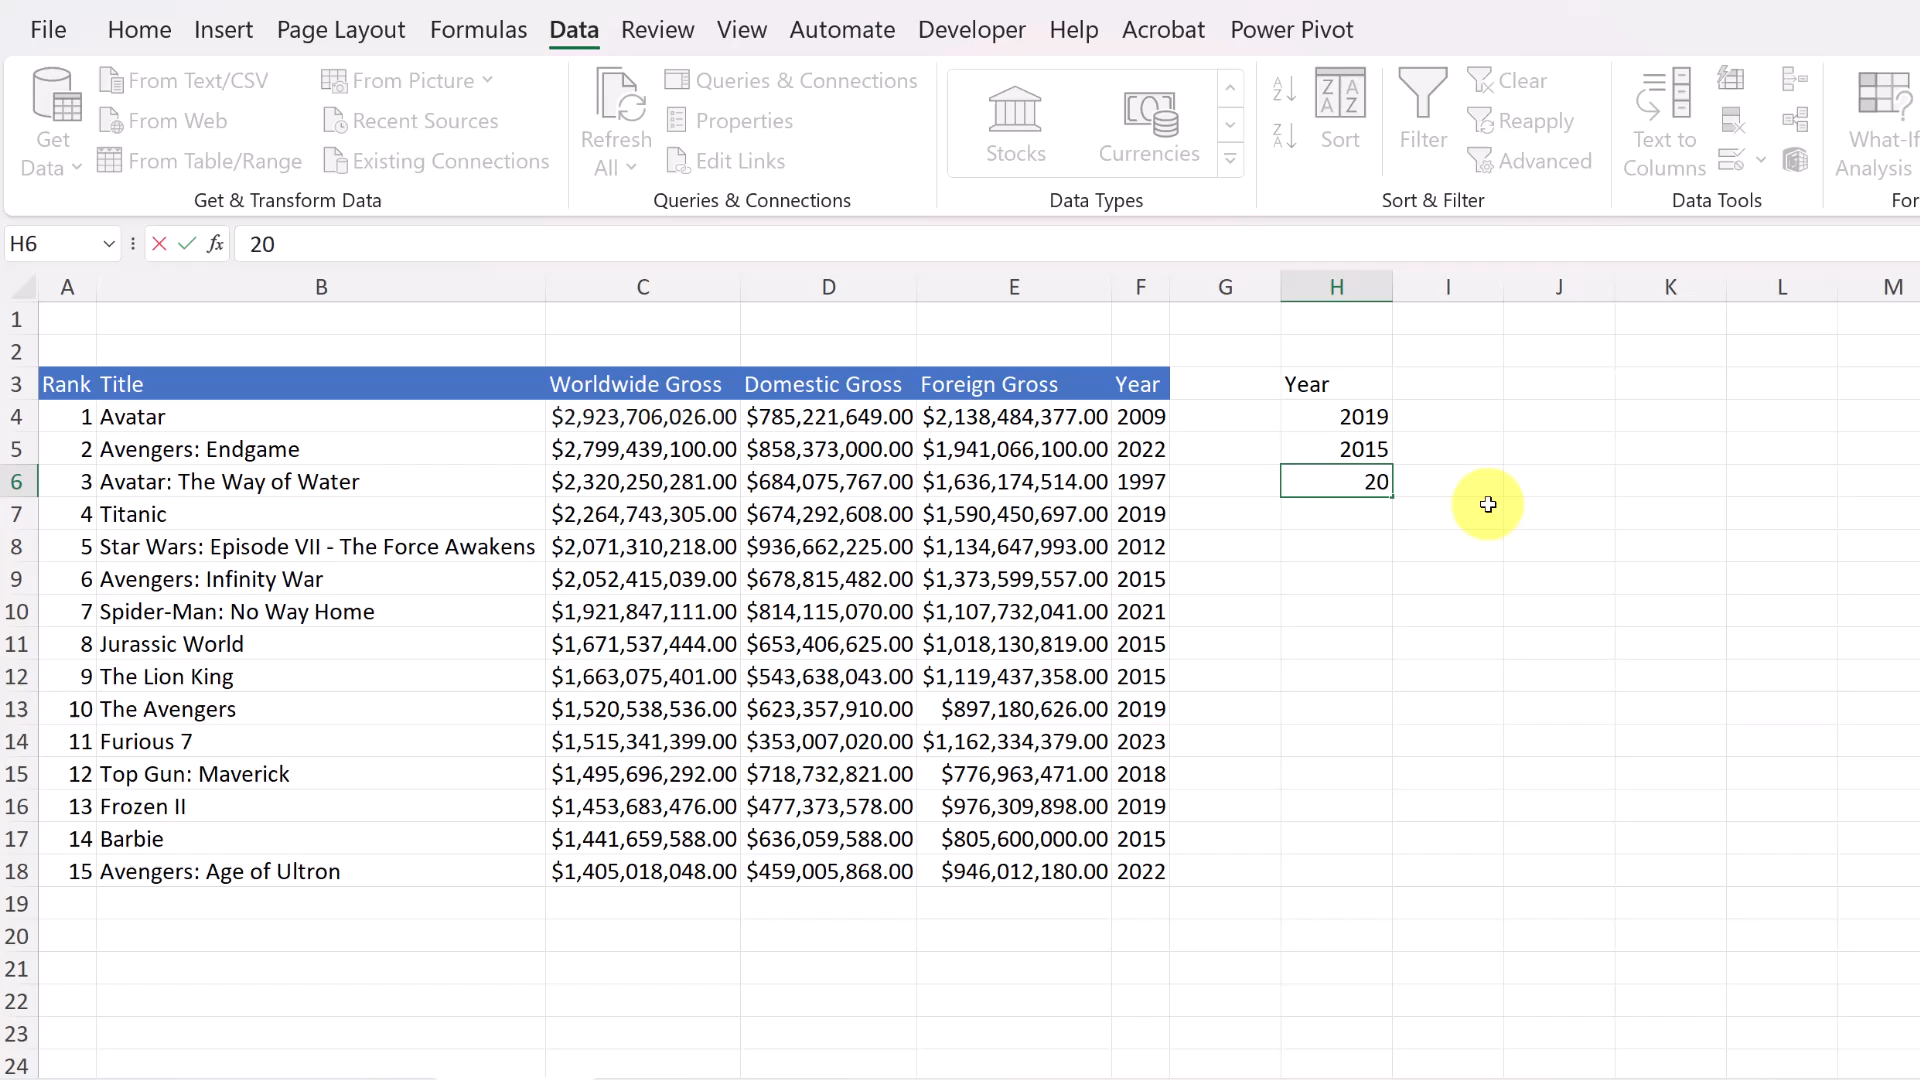 File Home Insert Page Layout Formulas Data Review View Automate Developer Help Acrobat Power Pivot
Get Data
From Text/CSV
From Web
From Table/Range
From Picture
Recent Sources
Existing Connections
Get & Transform Data
Refresh All
Queries & Connections
Properties
Edit Links
Queries & Connections
Stocks
Currencies
Data Types
Sort
Filter
Clear
Reapply
Advanced
Sort & Filter
Text to Columns
Data Tools
What-If
Analysis
For
H6 fx 20
A B C D E F G H I J K L M
1
2
3 Rank Title Worldwide Gross Domestic Gross Foreign Gross Year Year
4 1 Avatar $2,923,706,026.00 $785,221,649.00 $2,138,484,377.00 2009 2019
5 2 Avengers: Endgame $2,799,439,100.00 $858,373,000.00 $1,941,066,100.00 2022 2015
6 3 Avatar: The Way of Water $2,320,250,281.00 $684,075,767.00 $1,636,174,514.00 1997 20
7 4 Titanic $2,264,743,305.00 $674,292,608.00 $1,590,450,697.00 2019
8 5 Star Wars: Episode VII - The Force Awakens $2,071,310,218.00 $936,662,225.00 $1,134,647,993.00 2012
9 6 Avengers: Infinity War $2,052,415,039.00 $678,815,482.00 $1,373,599,557.00 2015
10 7 Spider-Man: No Way Home $1,921,847,111.00 $814,115,070.00 $1,107,732,041.00 2021
11 8 Jurassic World $1,671,537,444.00 $653,406,625.00 $1,018,130,819.00 2015
12 9 The Lion King $1,663,075,401.00 $543,638,043.00 $1,119,437,358.00 2015
13 10 The Avengers $1,520,538,536.00 $623,357,910.00 $897,180,626.00 2019
14 11 Furious 7 $1,515,341,399.00 $353,007,020.00 $1,162,334,379.00 2023
15 12 Top Gun: Maverick $1,495,696,292.00 $718,732,821.00 $776,963,471.00 2018
16 13 Frozen II $1,453,683,476.00 $477,373,578.00 $976,309,898.00 2019
17 14 Barbie $1,441,659,588.00 $636,059,588.00 $805,600,000.00 2015
18 15 Avengers: Age of Ultron $1,405,018,048.00 $459,005,868.00 $946,012,180.00 2022
19
20
21
22
23
24